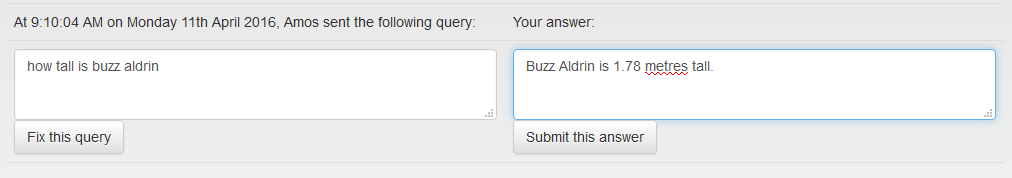 At 9:10:04 AM on Monday 11th April 2016, Amos sent the following query:
Your answer:
how tall is buzz aldrin
Buzz Aldrin is 1.78 metres tall.
Fix this query
Submit this answer